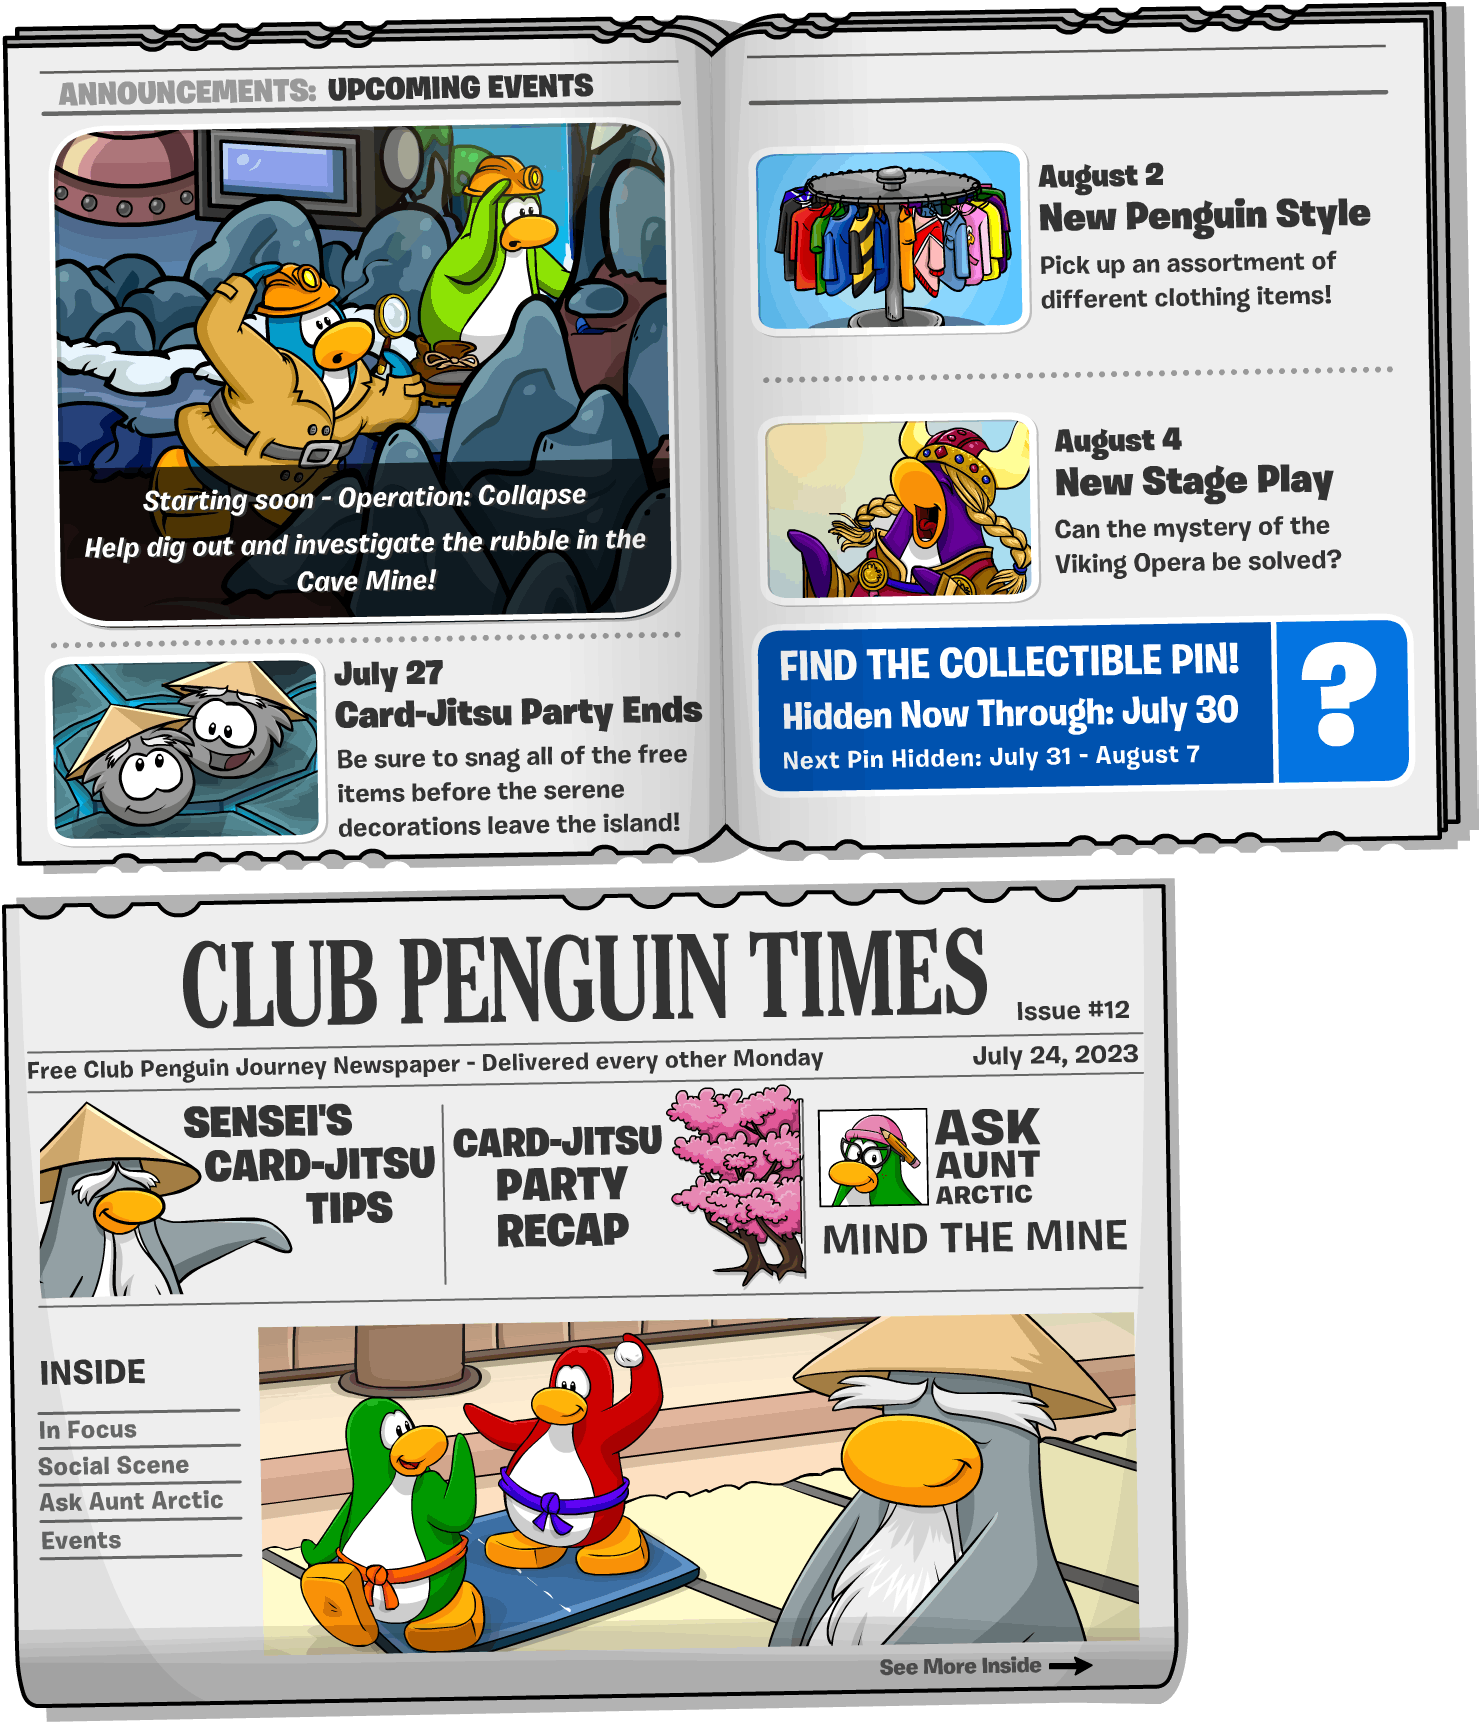 ANNOUNCEMENTS: UPCOMING EVENTS
Starting soon - Operation: Collapse
Help dig out and investigate the rubble in the
Cave Mine!
July 27
Card-Jitsu Party Ends
Be sure to snag all of the free
items before the serene
decorations leave the island!
August 2
New Penguin Style
Pick up an assortment of
different clothing items!
August 4
New Stage Play
Can the mystery of the
Viking Opera be solved?
FIND THE COLLECTIBLE PIN!
Hidden Now Through: July 30
Next Pin Hidden: July 31 - August 7
?
CLUB PENGUIN TIMES
Issue #12
Free Club Penguin Journey Newspaper - Delivered every other Monday
July 24, 2023
SENSEI'S
CARD-JITSU
TIPS
CARD-JITSU
PARTY
RECAP
ASK
AUNT
ARCTIC
MIND THE MINE
INSIDE
In Focus
Social Scene
Ask Aunt Arctic
Events
See More Inside